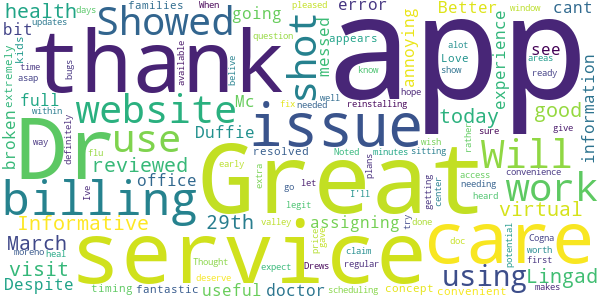 health
Showed
families
When
pleased
error
days
updates
going
question
window
cant
bit
kids
thank
shot
messed
annoying
app
Better
appears
alot
areas
Love
show
ready
see
experience
information
extremely
broken
time
asap
bugs
available
Mc
belive
know
fix
needed
well
hope
reinstalling
website
full
issue
today
good
within
Dr
use
Duffie
resolved
minutes
wish
sitting
sure
give
way
definitely
flu
reviewed
Great
Noted
plans
rather
Will
work
I've
early
go
let
I'll
access
needing
convenience
billing
office
extra
legit
try
getting
center
heard
virtual
Informative
29th
assigning
valley
done
care
March
service
price
gave
claim
doc
potential
Cogna
worth
moreno
heal
Thought
Drews
regular
using
first
Lingad
visit
Despite
deserve
expect
timing
fantastic
useful
doctor
scheduling
concept
convenient
makes